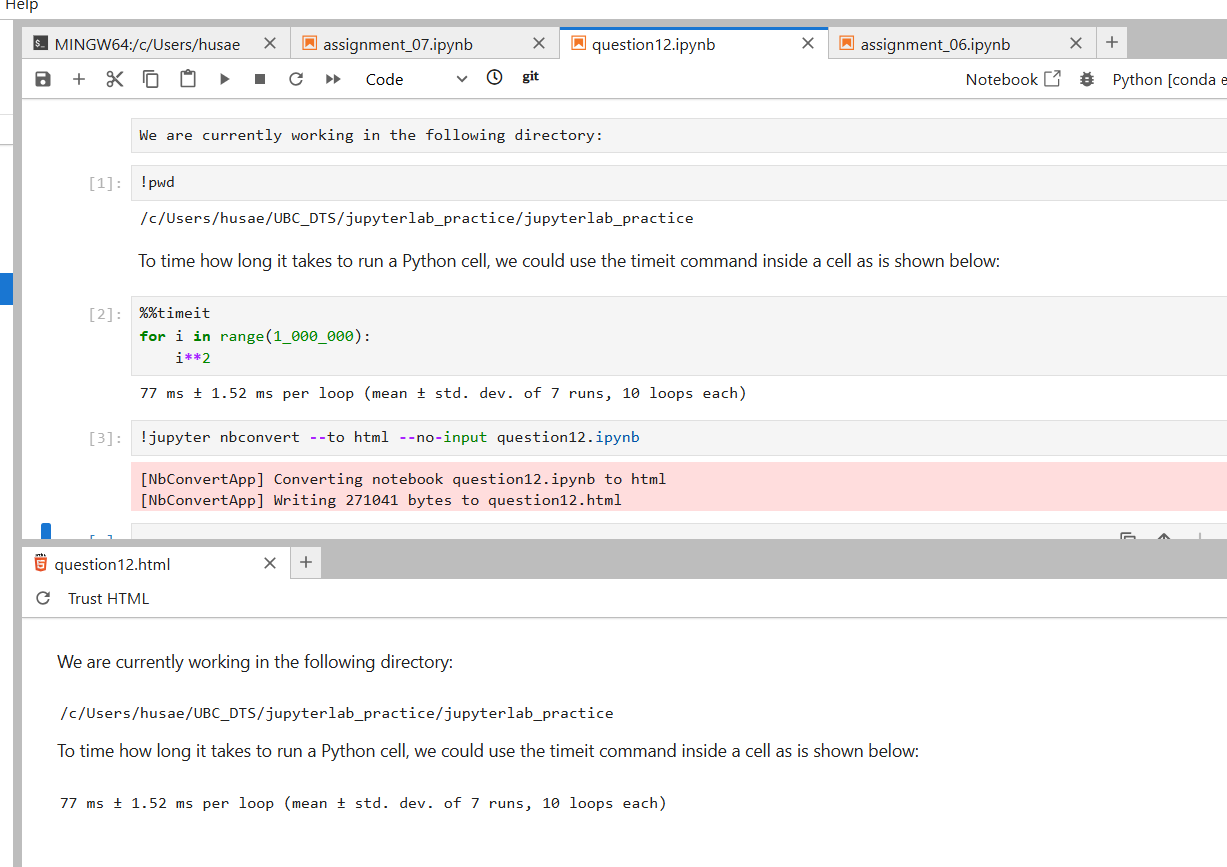 Help
MINGW64:/c/Users/husae
assignment_07.ipynb
question12.ipynb
assignment_06.ipynb
Code
git
Notebook
Python [conda e
We are currently working in the following directory:
[1]: !pwd
/c/Users/husae/UBC_DTS/jupyterlab_practice/jupyterlab_practice
To time how long it takes to run a Python cell, we could use the timeit command inside a cell as is shown below:
[2]: %%timeit
for i in range(1_000_000):
    i**2
77 ms ± 1.52 ms per loop (mean ± std. dev. of 7 runs, 10 loops each)
[3]: !jupyter nbconvert --to html --no-input question12.ipynb
[NbConvertApp] Converting notebook question12.ipynb to html
[NbConvertApp] Writing 271041 bytes to question12.html
question12.html
Trust HTML
We are currently working in the following directory:
/c/Users/husae/UBC_DTS/jupyterlab_practice/jupyterlab_practice
To time how long it takes to run a Python cell, we could use the timeit command inside a cell as is shown below:
77 ms ± 1.52 ms per loop (mean ± std. dev. of 7 runs, 10 loops each)